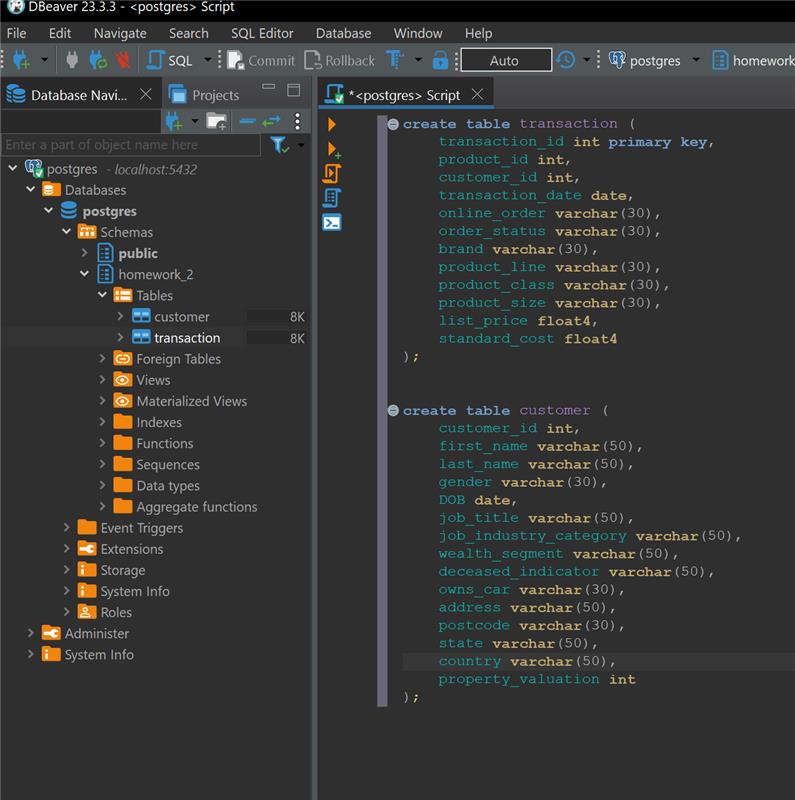 DBeaver 23.3.3 - <postgres> Script
File Edit Navigate Search SQL Editor Database Window Help
SQL Commit Rollback T Auto postgres homework
Database Navi... Projects
*<postgres> Script
Enter a part of object name here
postgres - localhost:5432
Databases
postgres
Schemas
public
homework_2
Tables
customer 8K
transaction 8K
Foreign Tables
Views
Materialized Views
Indexes
Functions
Sequences
Data types
Aggregate functions
Event Triggers
Extensions
Storage
System Info
Roles
Administer
System Info
create table transaction (
transaction_id int primary key,
product_id int,
customer_id int,
transaction_date date,
online_order varchar(30),
order_status varchar(30),
brand varchar(30),
product_line varchar(30),
product_class varchar(30),
product_size varchar(30),
list_price float4,
standard_cost float4
);
create table customer (
customer_id int,
first_name varchar(50),
last_name varchar(50),
gender varchar(30),
DOB date,
job_title varchar(50),
job_industry_category varchar(50),
wealth_segment varchar(50),
deceased_indicator varchar(50),
owns_car varchar(30),
address varchar(50),
postcode varchar(30),
state varchar(50),
country varchar(50),
property_valuation int
);